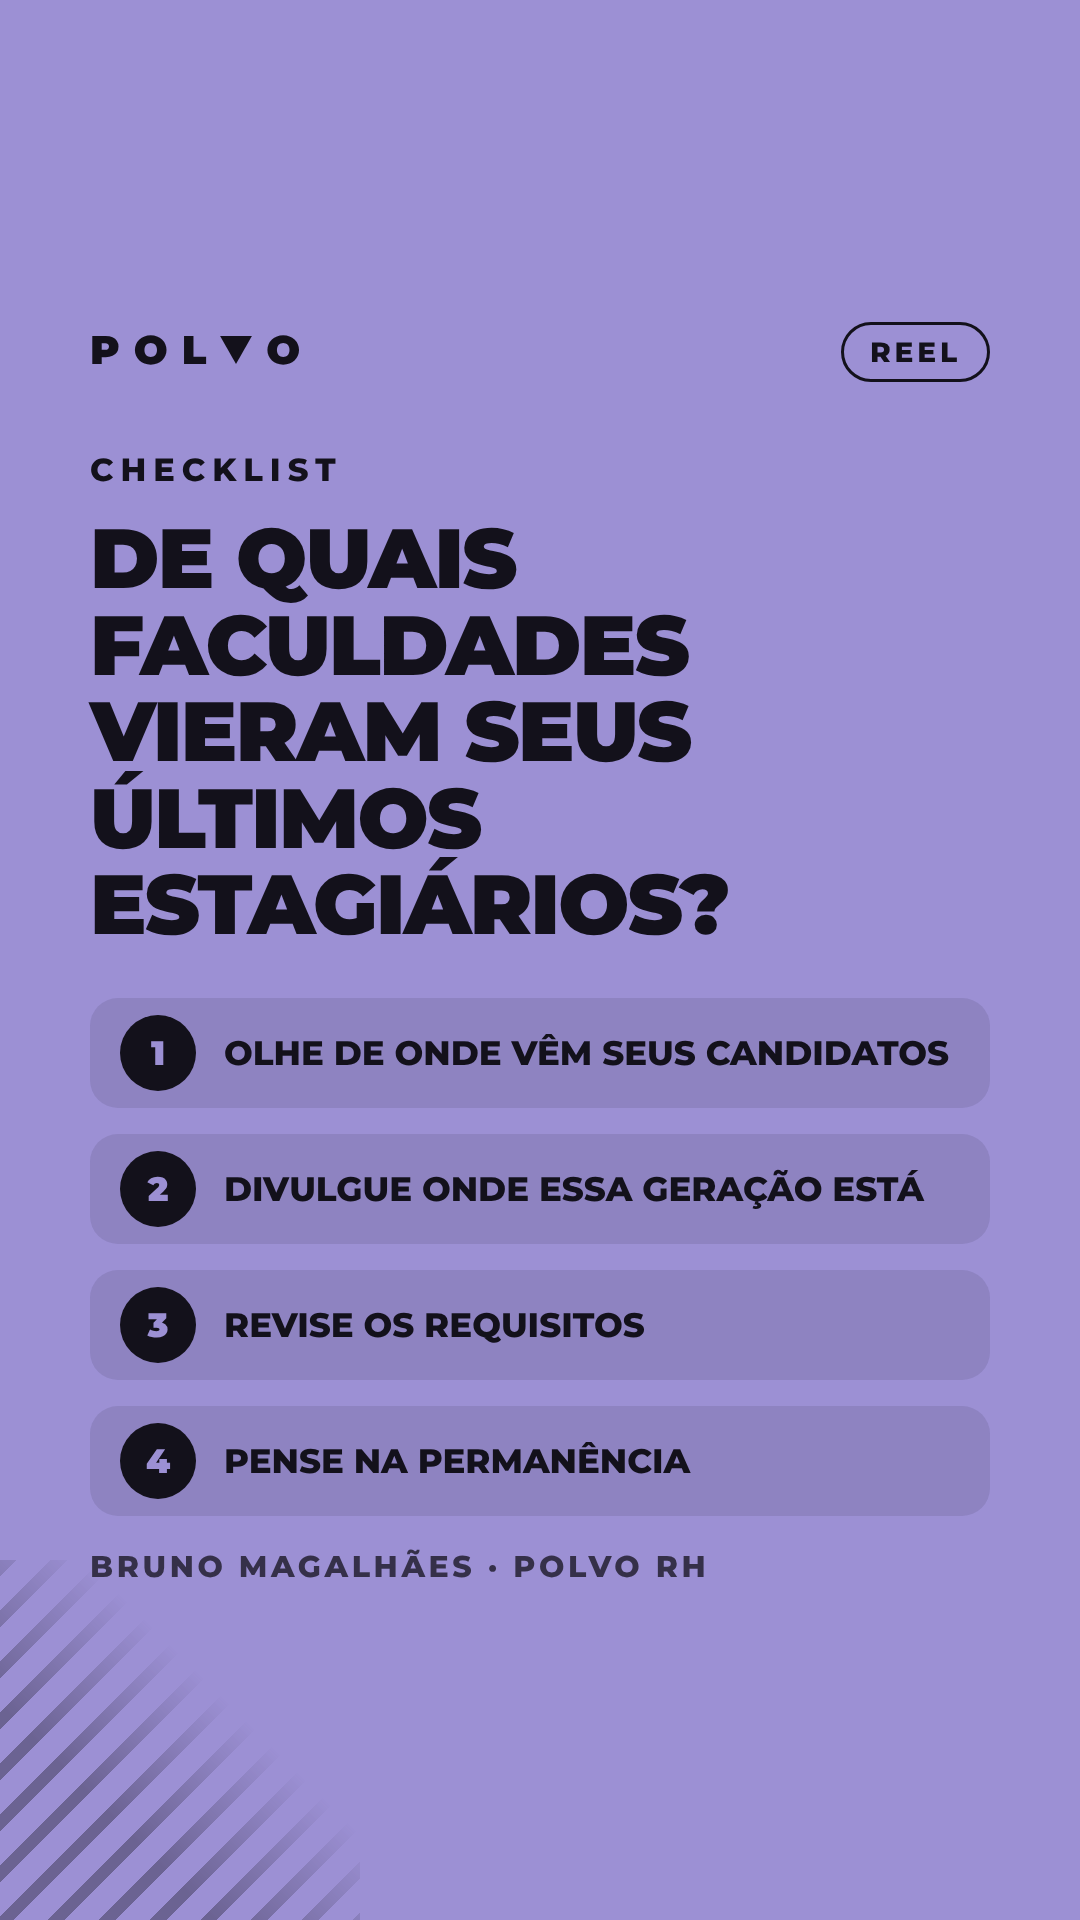 POLVO
REEL
CHECKLIST
DE QUAIS
FACULDADES
VIERAM SEUS
ÚLTIMOS
ESTAGIÁRIOS?
1 OLHE DE ONDE VÊM SEUS CANDIDATOS
2 DIVULGUE ONDE ESSA GERAÇÃO ESTÁ
3 REVISE OS REQUISITOS
4 PENSE NA PERMANÊNCIA
BRUNO MAGALHÃES · POLVO RH